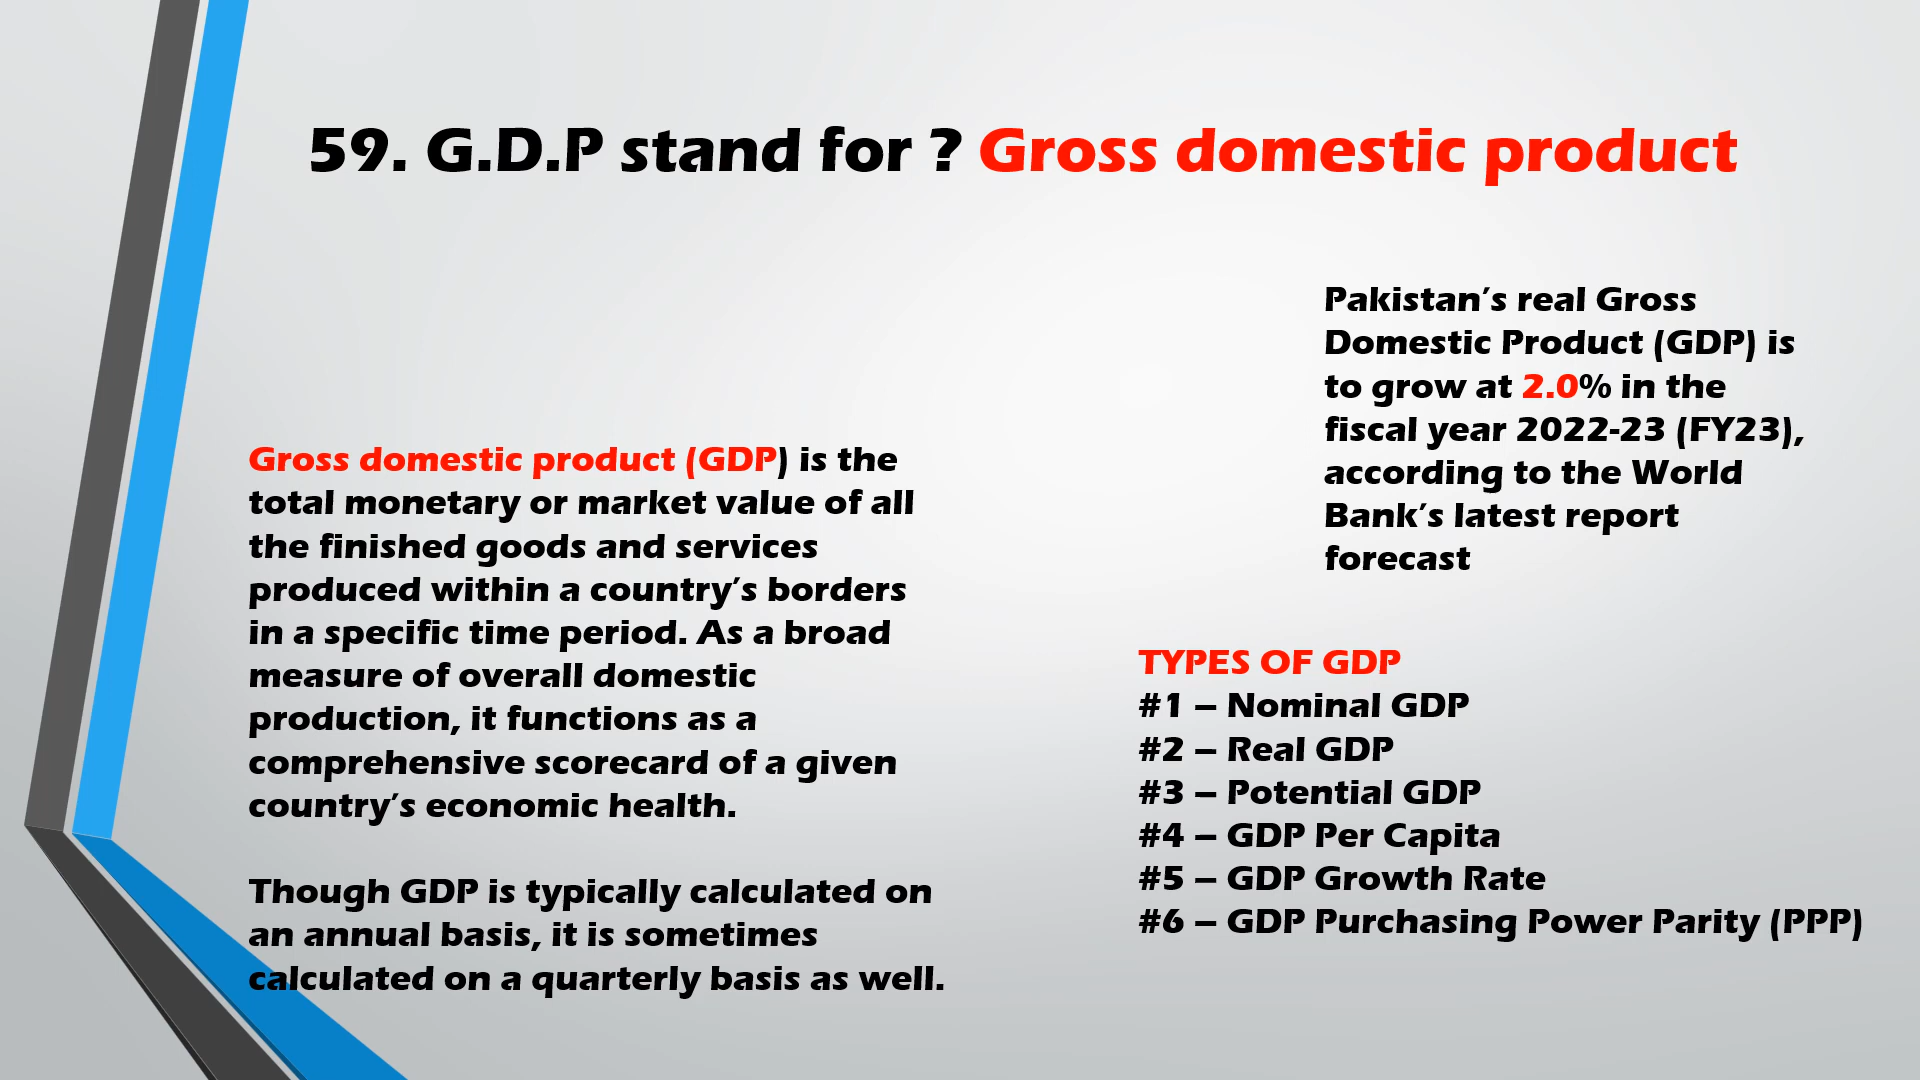 59. G.D.P stand for ? Gross domestic product
Gross domestic product (GDP) is the
total monetary or market value of all
the finished goods and services
produced within a country’s borders
in a specific time period. As a broad
measure of overall domestic
production, it functions as a
comprehensive scorecard of a given
country’s economic health.
Though GDP is typically calculated on
an annual basis, it is sometimes
calculated on a quarterly basis as well.
Pakistan’s real Gross
Domestic Product (GDP) is
to grow at 2.0% in the
fiscal year 2022-23 (FY23),
according to the World
Bank’s latest report
forecast
TYPES OF GDP
#1 – Nominal GDP
#2 – Real GDP
#3 – Potential GDP
#4 – GDP Per Capita
#5 – GDP Growth Rate
#6 – GDP Purchasing Power Parity (PPP)